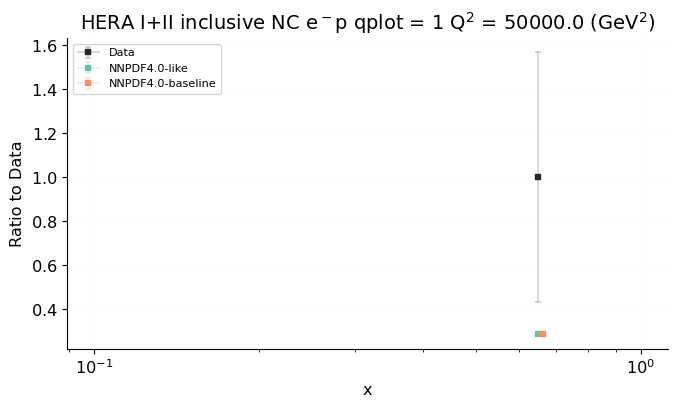 HERA I+II inclusive NC e⁻p qplot = 1 Q² = 50000.0 (GeV²)
Data
NNPDF4.0-like
NNPDF4.0-baseline
Ratio to Data
1.6
1.4
1.2
1.0
0.8
0.6
0.4
10⁻¹
10⁰
x